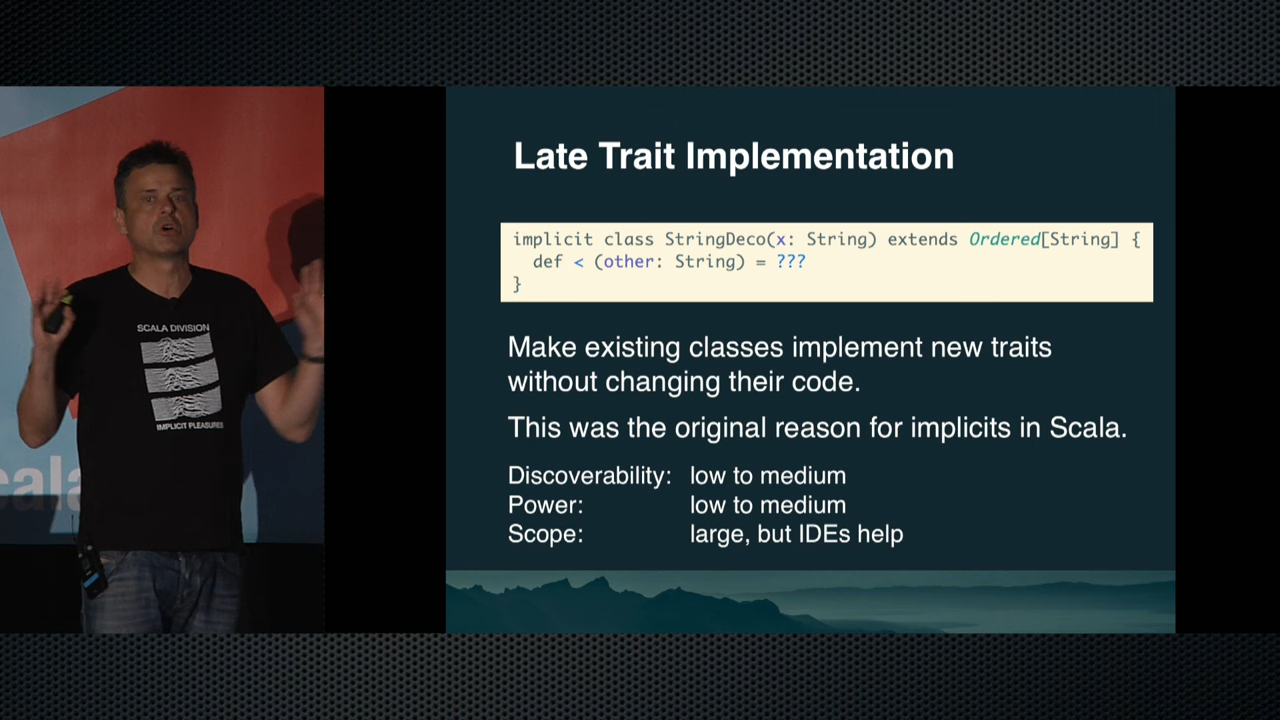 SCALA DIVISION
IMPLICIT PLEASURES
cala
Late Trait Implementation
implicit class StringDeco(x: String) extends Ordered[String] {
def < (other: String) = ???
}
Make existing classes implement new traits
without changing their code.
This was the original reason for implicits in Scala.
Discoverability: low to medium
Power: low to medium
Scope: large, but IDEs help